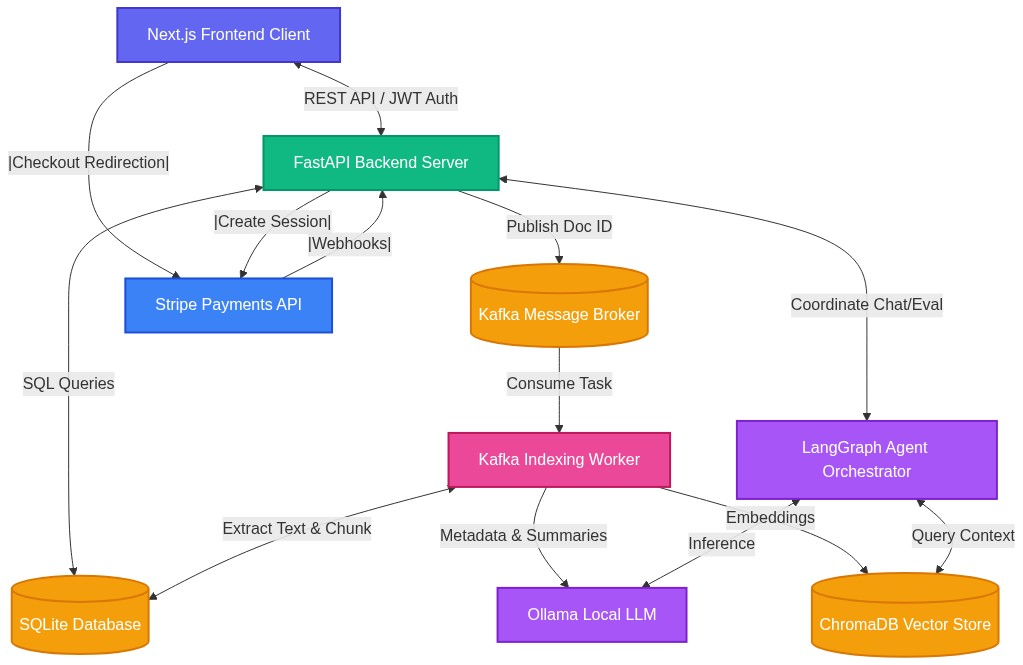 Next.js Frontend Client
REST API / JWT Auth
FastAPI Backend Server
|Checkout Redirection|
|Create Session|
|Webhooks|
Publish Doc ID
Stripe Payments API
Kafka Message Broker
Coordinate Chat/Eval
SQL Queries
Consume Task
Kafka Indexing Worker
LangGraph Agent
Orchestrator
Extract Text & Chunk
Metadata & Summaries
Embeddings
Inference
Query Context
SQLite Database
Ollama Local LLM
ChromaDB Vector Store